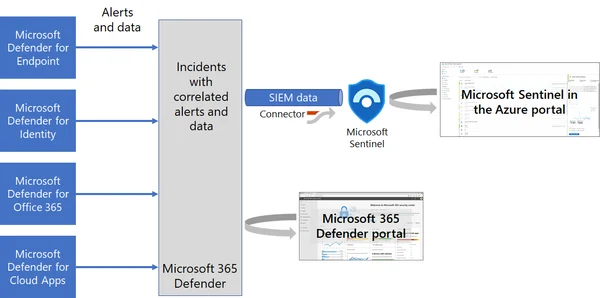 Alerts
and data
Microsoft
Defender for
Endpoint
Microsoft
Defender for
Identity
Microsoft
Defender for
Office 365
Microsoft
Defender for
Cloud Apps
Incidents
with
correlated
alerts and
data
Microsoft 365
Defender
SIEM data
Connector
Microsoft
Sentinel
Microsoft Sentinel in
the Azure portal
Microsoft 365
Defender portal